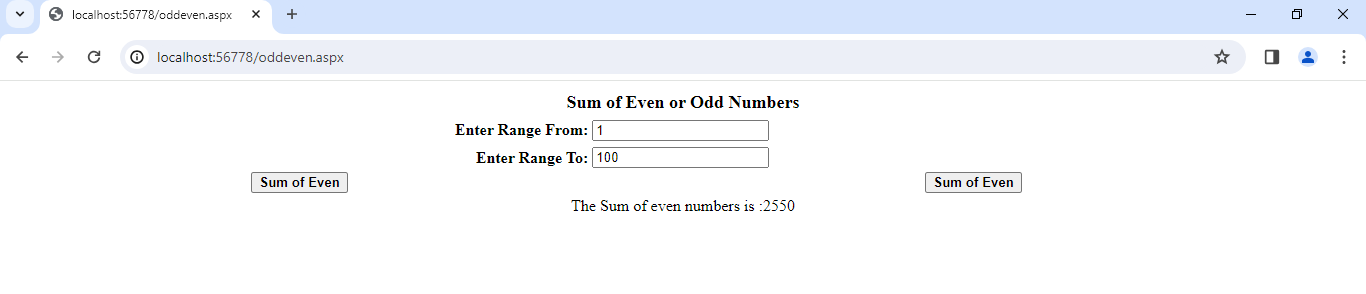 localhost:56778/oddeven.aspx
localhost:56778/oddeven.aspx
Sum of Even or Odd Numbers
Enter Range From: 1
Enter Range To: 100
Sum of Even Sum of Even
The Sum of even numbers is :2550